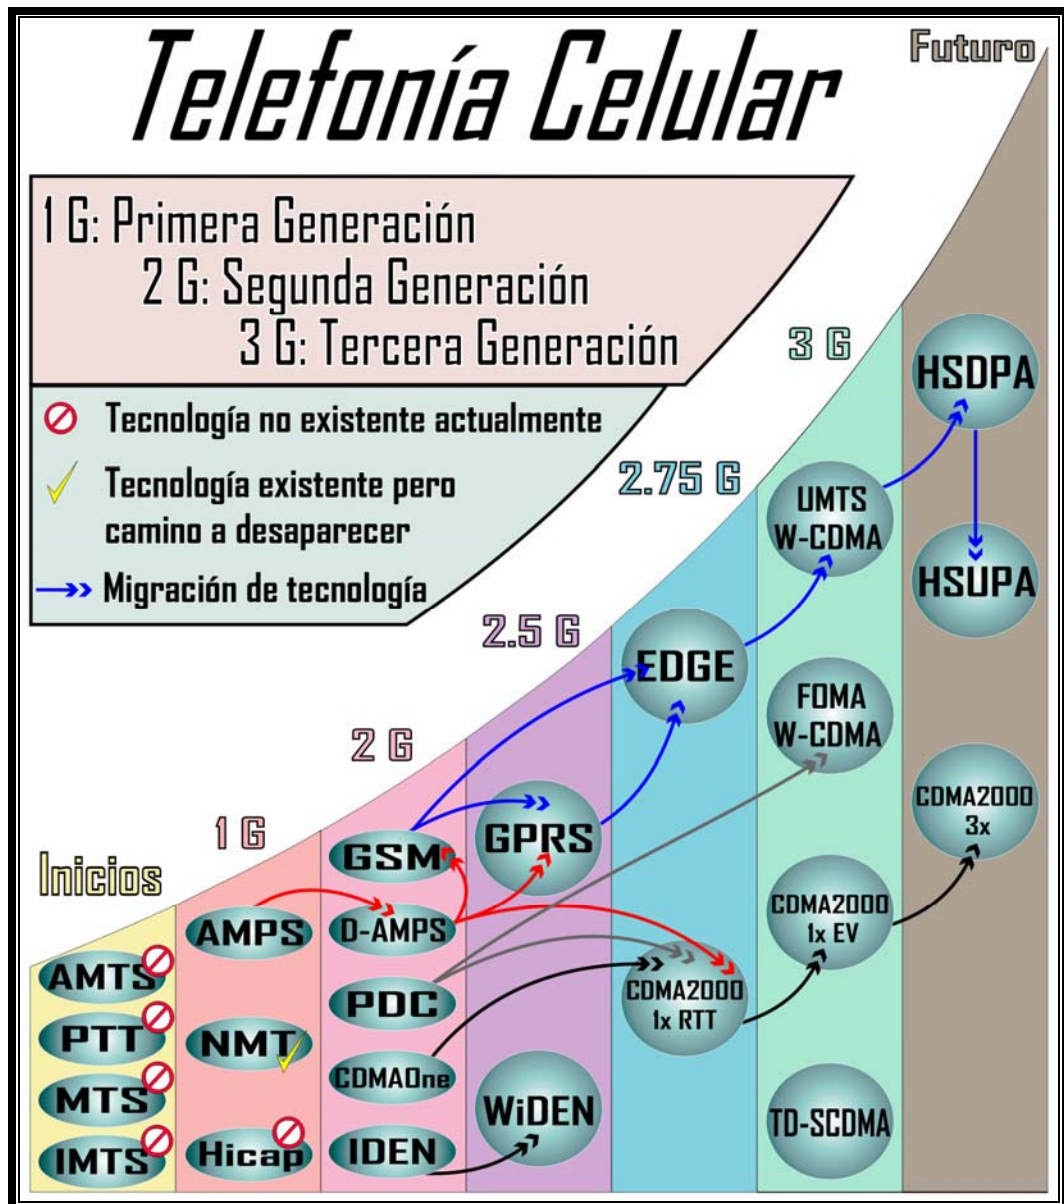 Telefonía Celular
Futuro
1 G: Primera Generación
2 G: Segunda Generación
3 G: Tercera Generación
Tecnología no existente actualmente
Tecnología existente pero
camino a desaparecer
Migración de tecnología
Inicios
AMTS
PTT
MTS
IMTS
1 G
AMPS
NMT
Hicap
2 G
GSM
D-AMPS
PDC
CDMAOne
IDEN
2.5 G
GPRS
WiDEN
2.75 G
EDGE
CDMA2000
1x RTT
3 G
UMTS
W-CDMA
FOMA
W-CDMA
CDMA2000
1x EV
TD-SCDMA
HSDPA
HSUPA
CDMA2000
3x